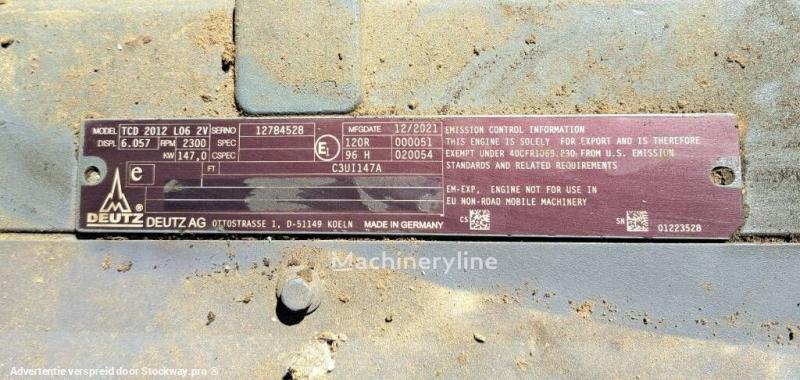 MODEL TCD 2012 L06 2V SERNO 12784528 MFGDATE 12/2021
DISPL 6.057 RPM 2300 SPEC 120R 000051
KW 147,0 CSPEC E1 96 H 020054
e FT C3UI147A
EMISSION CONTROL INFORMATION
THIS ENGINE IS SOLELY FOR EXPORT AND IS THEREFORE
EXEMPT UNDER 40CFR1069.230 FROM U.S. EMISSION
STANDARDS AND RELATED REQUIREMENTS
EM-EXP, ENGINE NOT FOR USE IN
EU NON-ROAD MOBILE MACHINERY
CS SN 01223528
DEUTZ ® DEUTZ AG OTTOSTRASSE 1, D-51149 KOELN MADE IN GERMANY
Machineryline
Advertentie verspreid door Stockway.pro ®